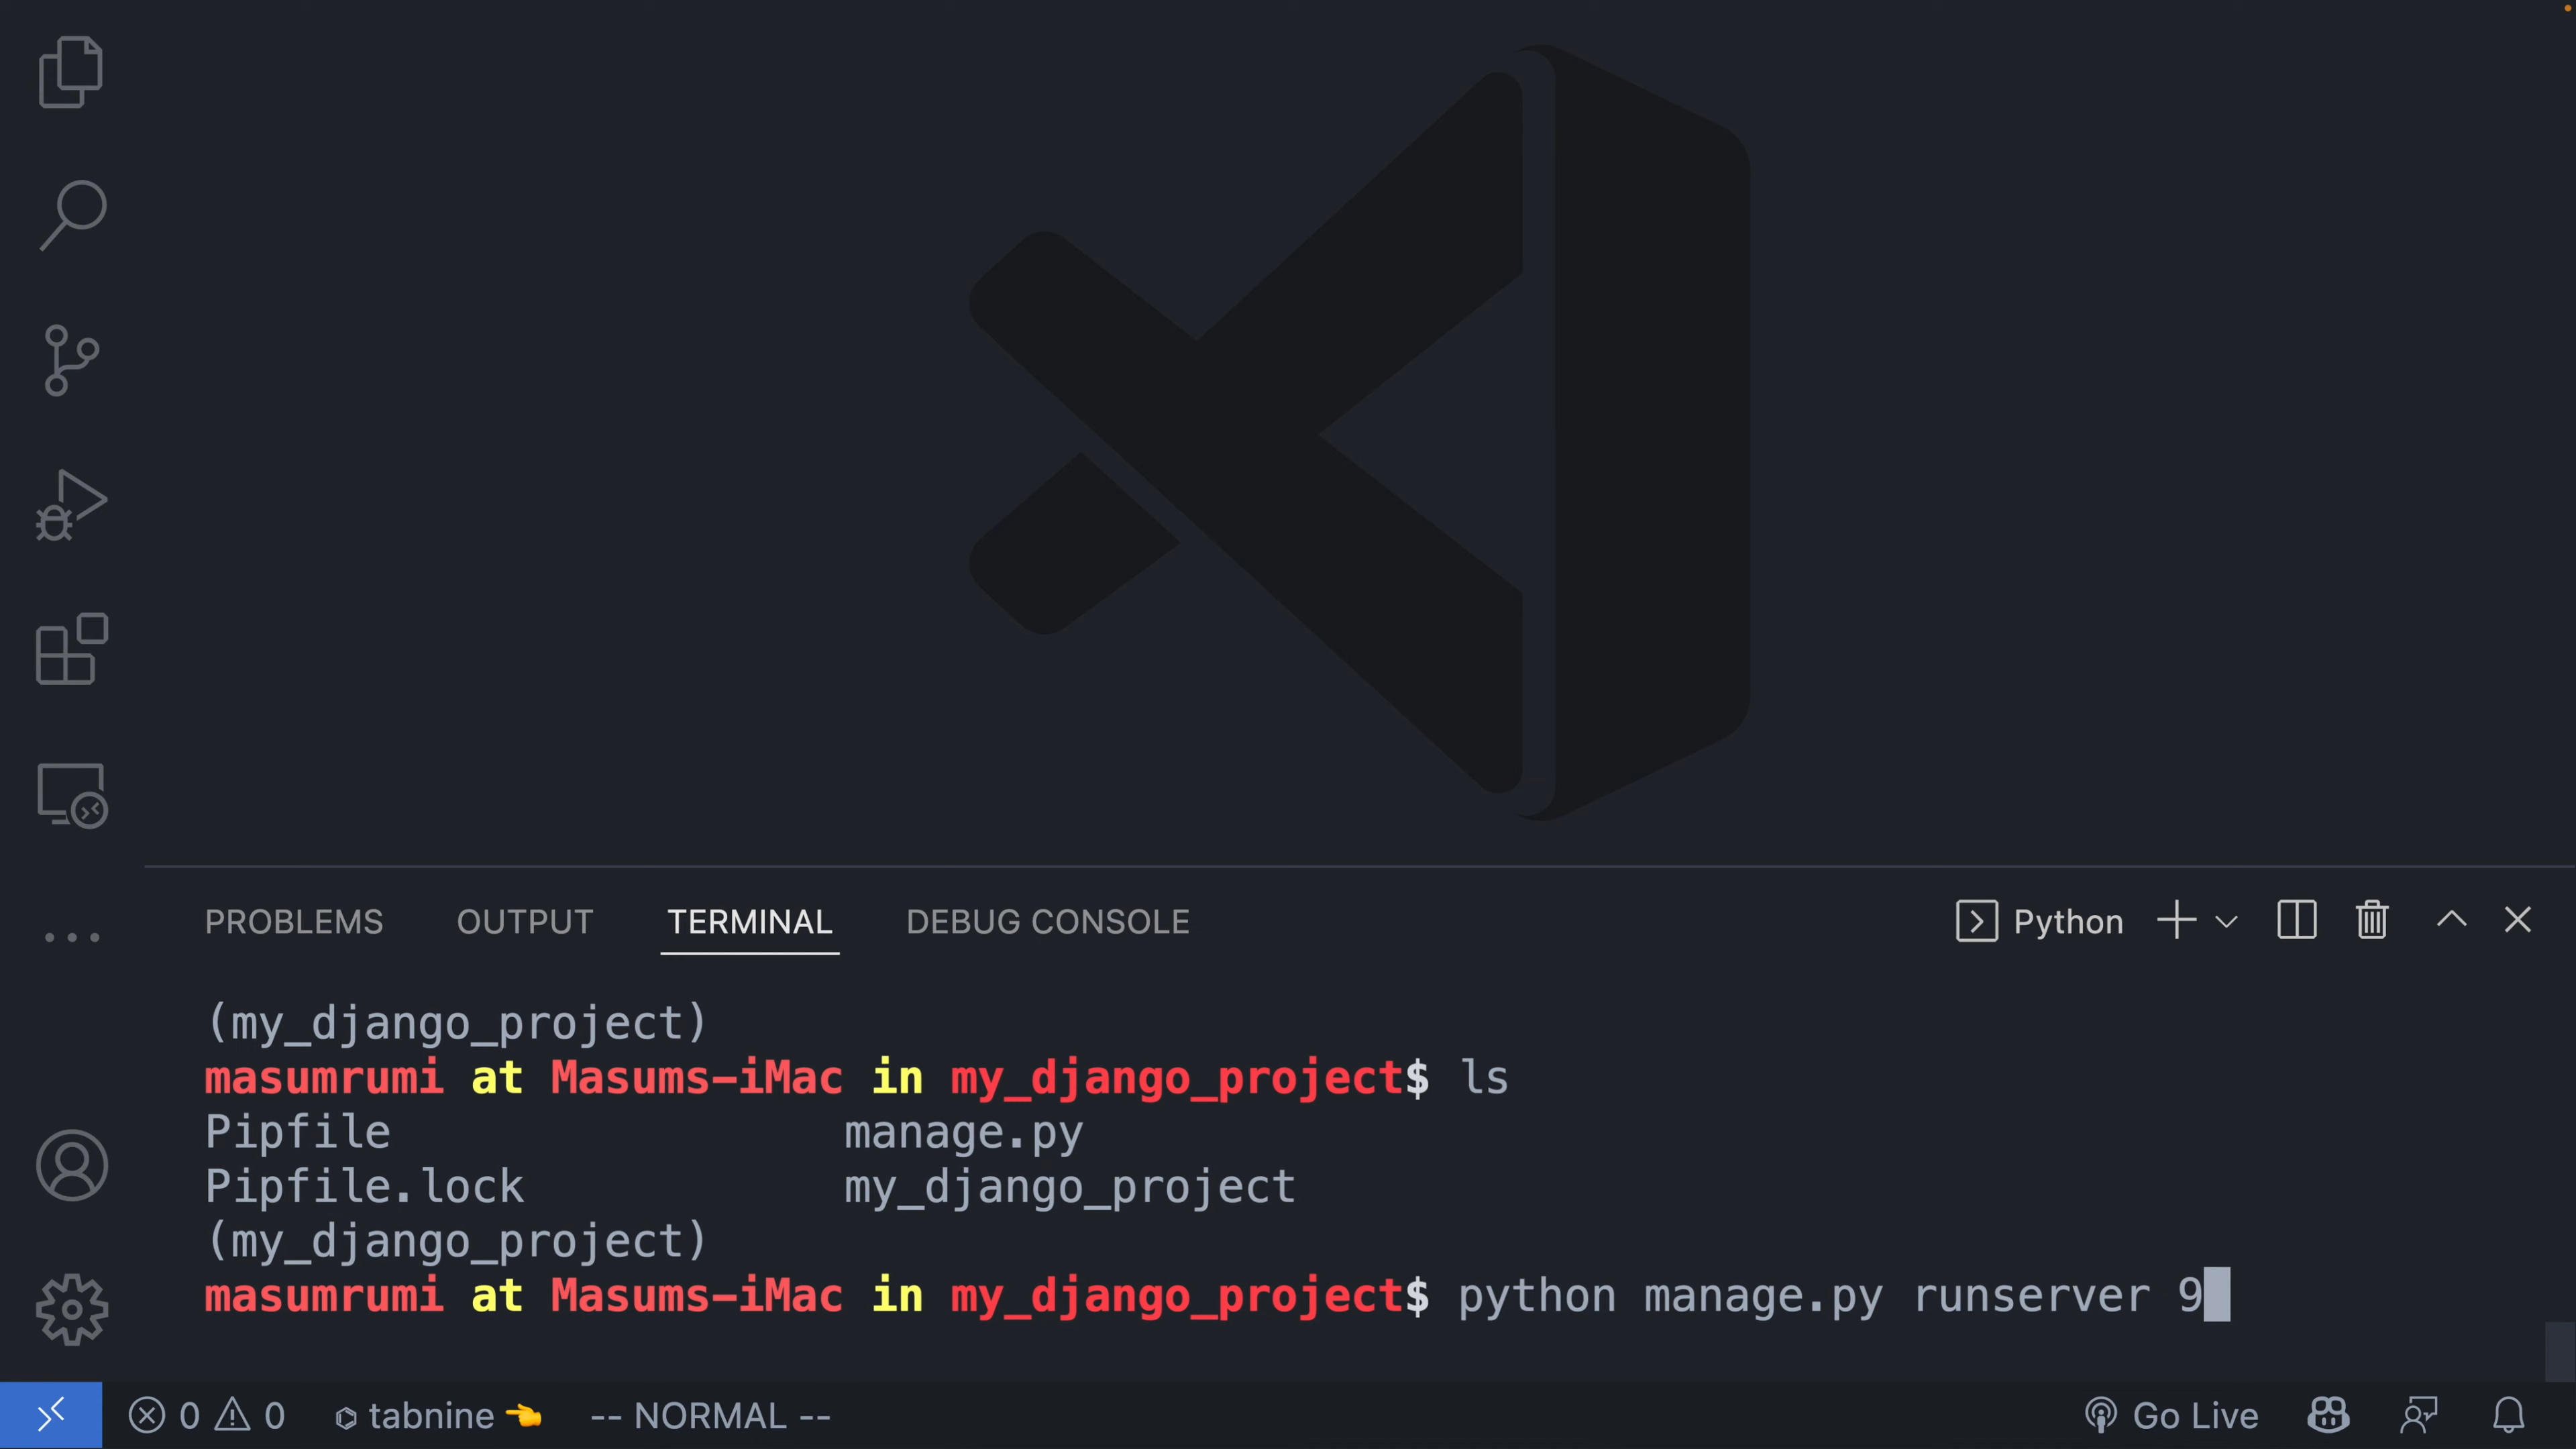 PROBLEMS OUTPUT TERMINAL DEBUG CONSOLE Python
(my_django_project)
masumrumi at Masums-iMac in my_django_project$ ls
Pipfile manage.py
Pipfile.lock my_django_project
(my_django_project)
masumrumi at Masums-iMac in my_django_project$ python manage.py runserver 9
0 0 tabnine -- NORMAL -- Go Live